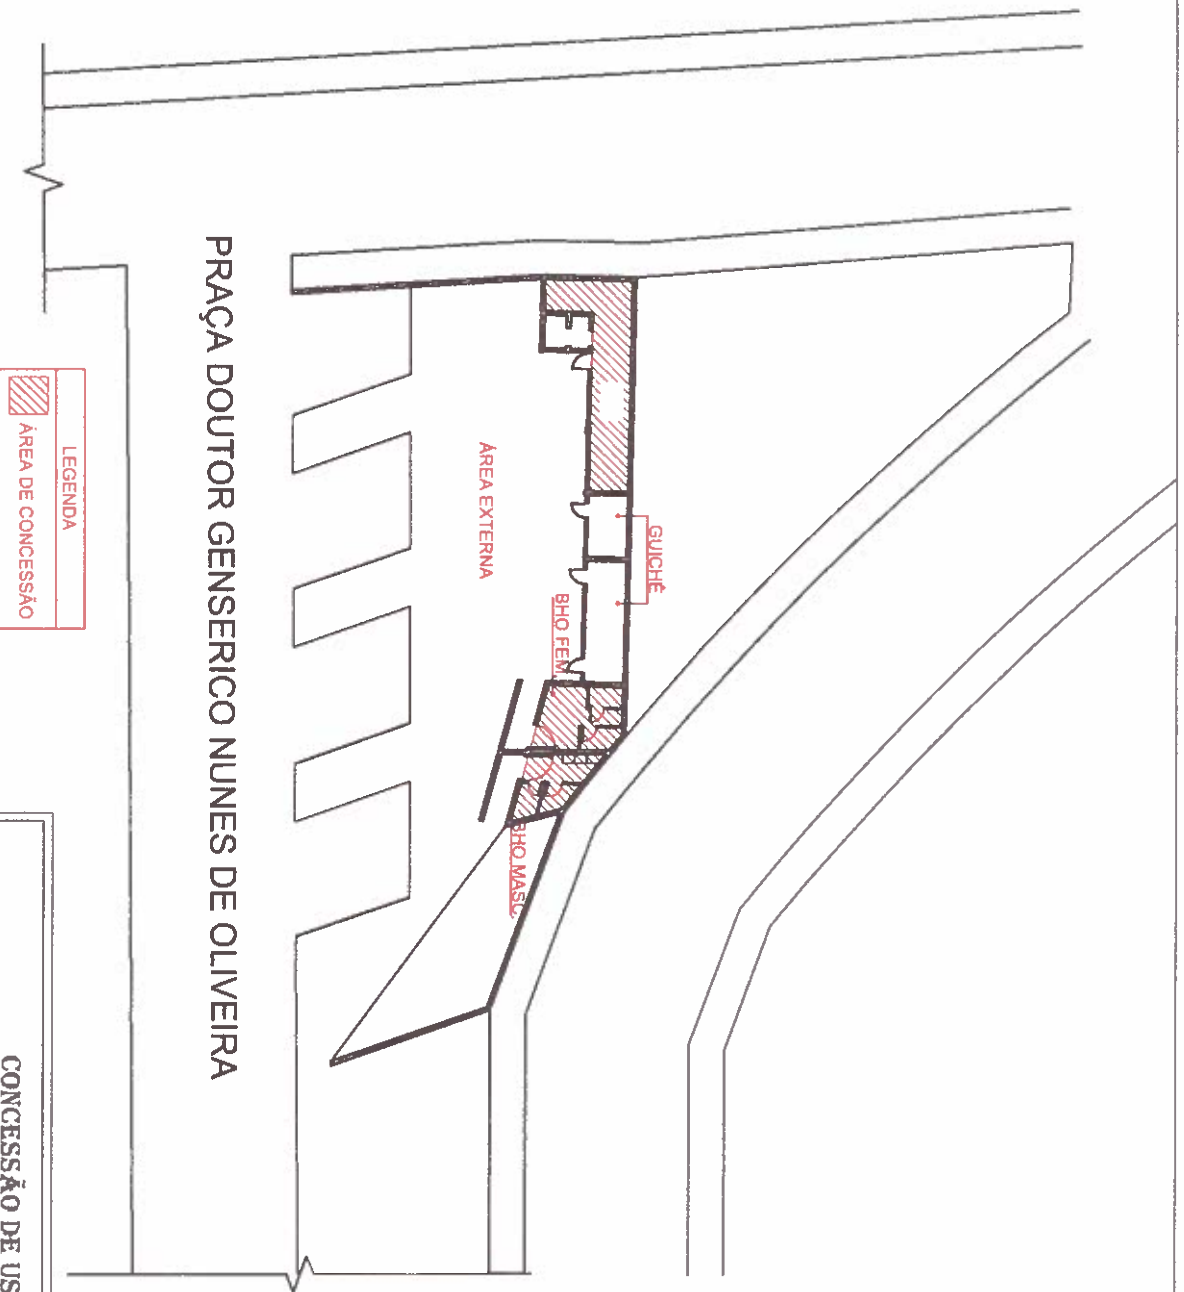 GUICHÊ
BHO FEM
BHO MASC.
ÁREA EXTERNA
PRAÇA DOUTOR GENSERICO NUNES DE OLIVEIRA
LEGENDA
ÁREA DE CONCESSÃO
CONCESSÃO DE US